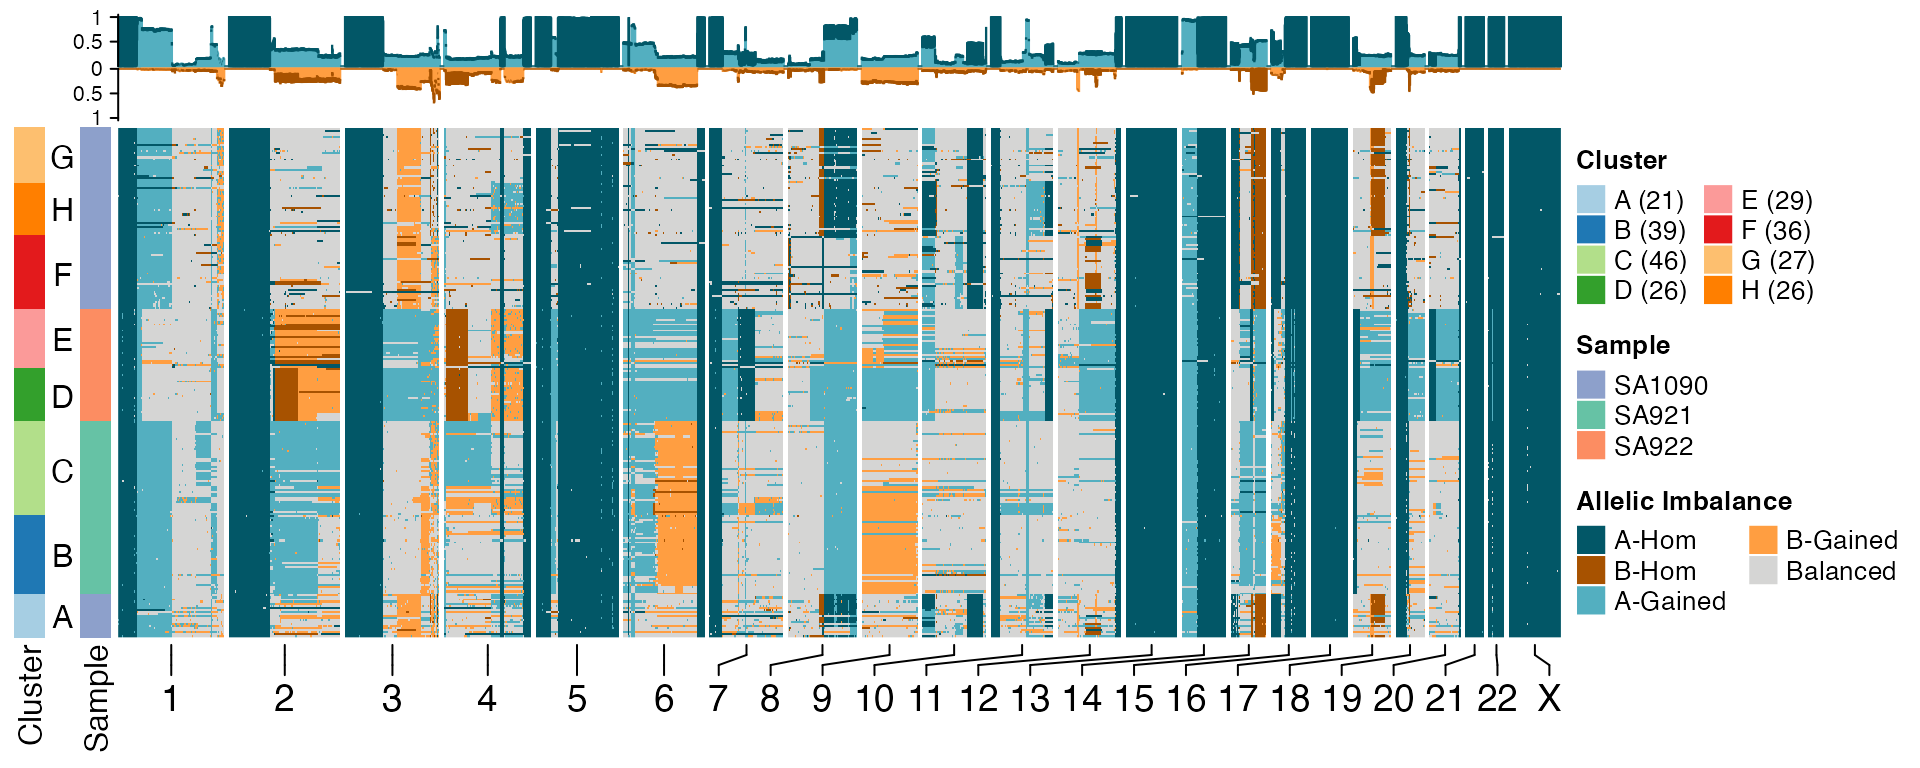 1
0.5
0
0.5
1
G
H
F
E
D
C
B
A
Cluster
Sample
1 2 3 4 5 6 7 8 9 10 11 12 13 14 15 16 17 18 19 20 21 22 X
Cluster
A (21) E (29)
B (39) F (36)
C (46) G (27)
D (26) H (26)
Sample
SA1090
SA921
SA922
Allelic Imbalance
A-Hom B-Gained
B-Hom Balanced
A-Gained